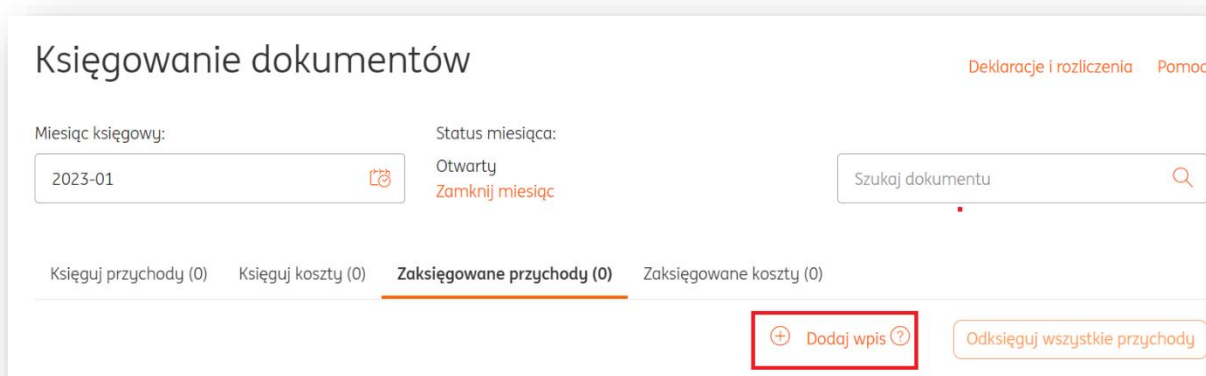 Księgowanie dokumentów
Deklaracje i rozliczenia Pomoc
Miesiąc księgowy:
Status miesiąca:
2023-01
Otwarty
Zamknij miesiąc
Szukaj dokumentu
Księguj przychody (0) Księguj koszty (0) Zaksięgowane przychody (0) Zaksięgowane koszty (0)
Dodaj wpis ?
Odksięguj wszystkie przychody